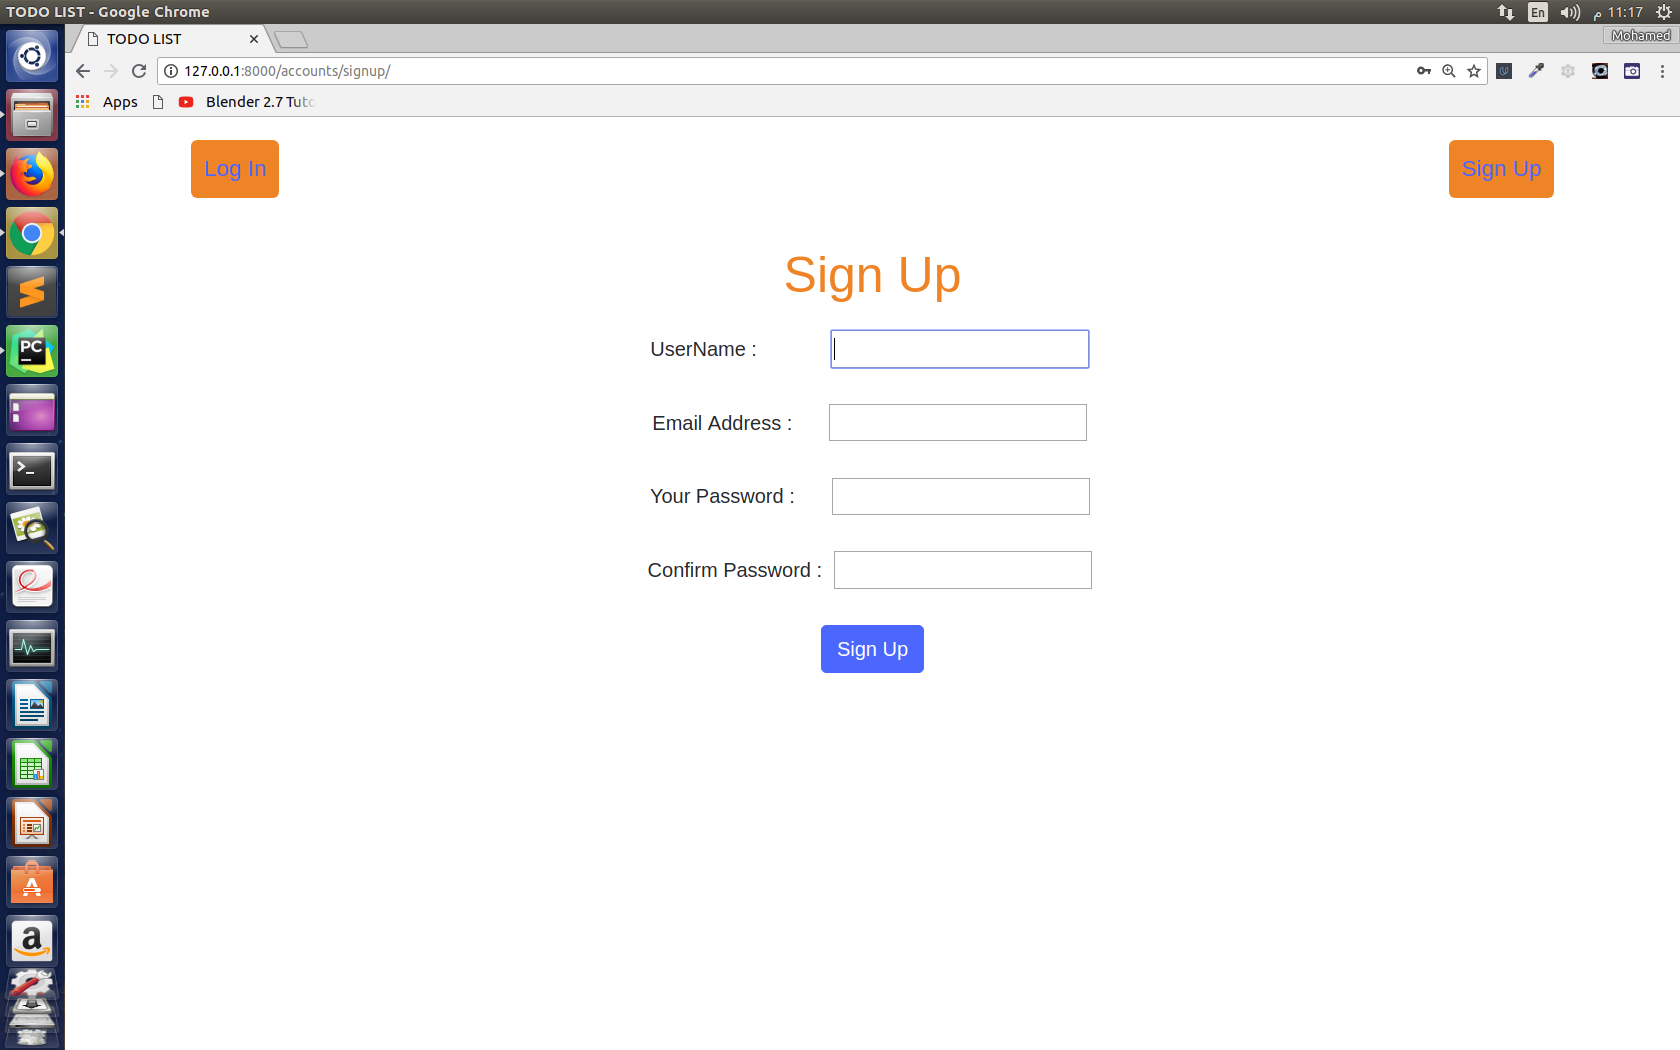 TODO LIST - Google Chrome
En
م 11:17
TODO LIST
Mohamed
127.0.0.1:8000/accounts/signup/
Apps
Blender 2.7 Tuto
Log In
Sign Up
Sign Up
UserName :
Email Address :
Your Password :
Confirm Password :
Sign Up
PC